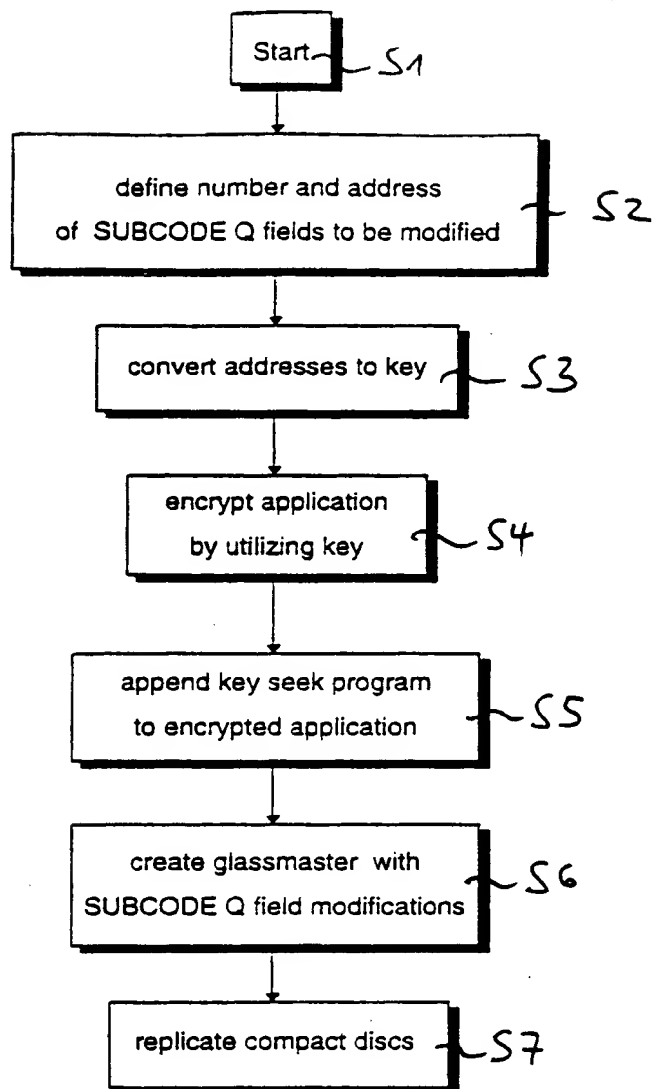 Start S1
define number and address
of SUBCODE Q fields to be modified S2
convert addresses to key S3
encrypt application
by utilizing key S4
append key seek program
to encrypted application S5
create glassmaster with
SUBCODE Q field modifications S6
replicate compact discs S7